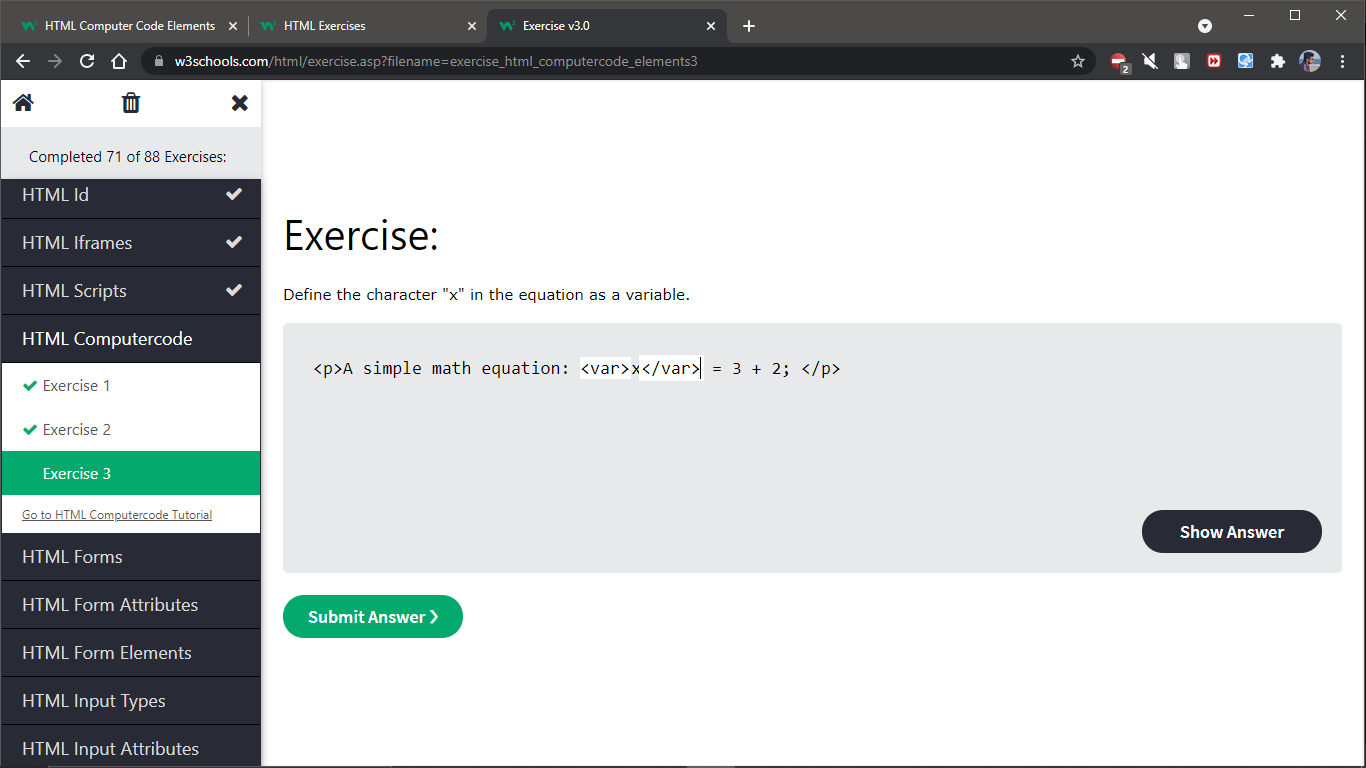 HTML Computer Code Elements
HTML Exercises
Exercise v3.0
w3schools.com/html/exercise.asp?filename=exercise_html_computercode_elements3
2
Completed 71 of 88 Exercises:
HTML Id
HTML Iframes
HTML Scripts
HTML Computercode
Exercise 1
Exercise 2
Exercise 3
Go to HTML Computercode Tutorial
HTML Forms
HTML Form Attributes
HTML Form Elements
HTML Input Types
HTML Input Attributes
Exercise:
Define the character "x" in the equation as a variable.
<p>A simple math equation: <var>x</var> = 3 + 2; </p>
Show Answer
Submit Answer ❯